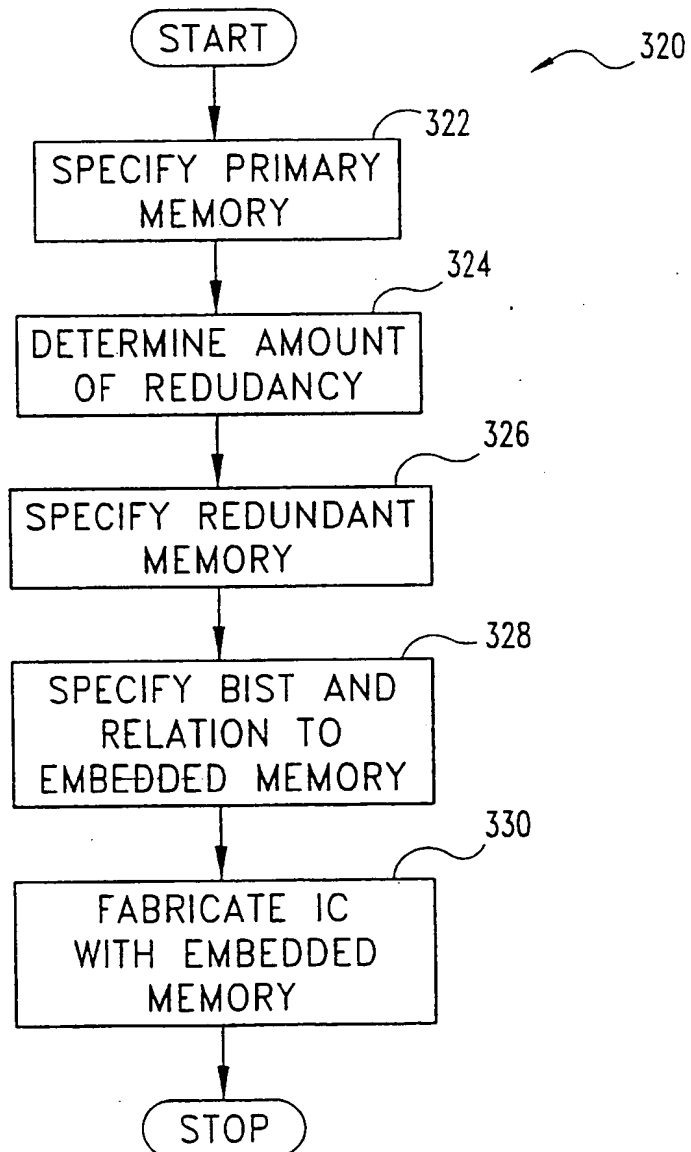 START
320
322
SPECIFY PRIMARY
MEMORY
324
DETERMINE AMOUNT
OF REDUDANCY
326
SPECIFY REDUNDANT
MEMORY
328
SPECIFY BIST AND
RELATION TO
EMBEDDED MEMORY
330
FABRICATE IC
WITH EMBEDDED
MEMORY
STOP